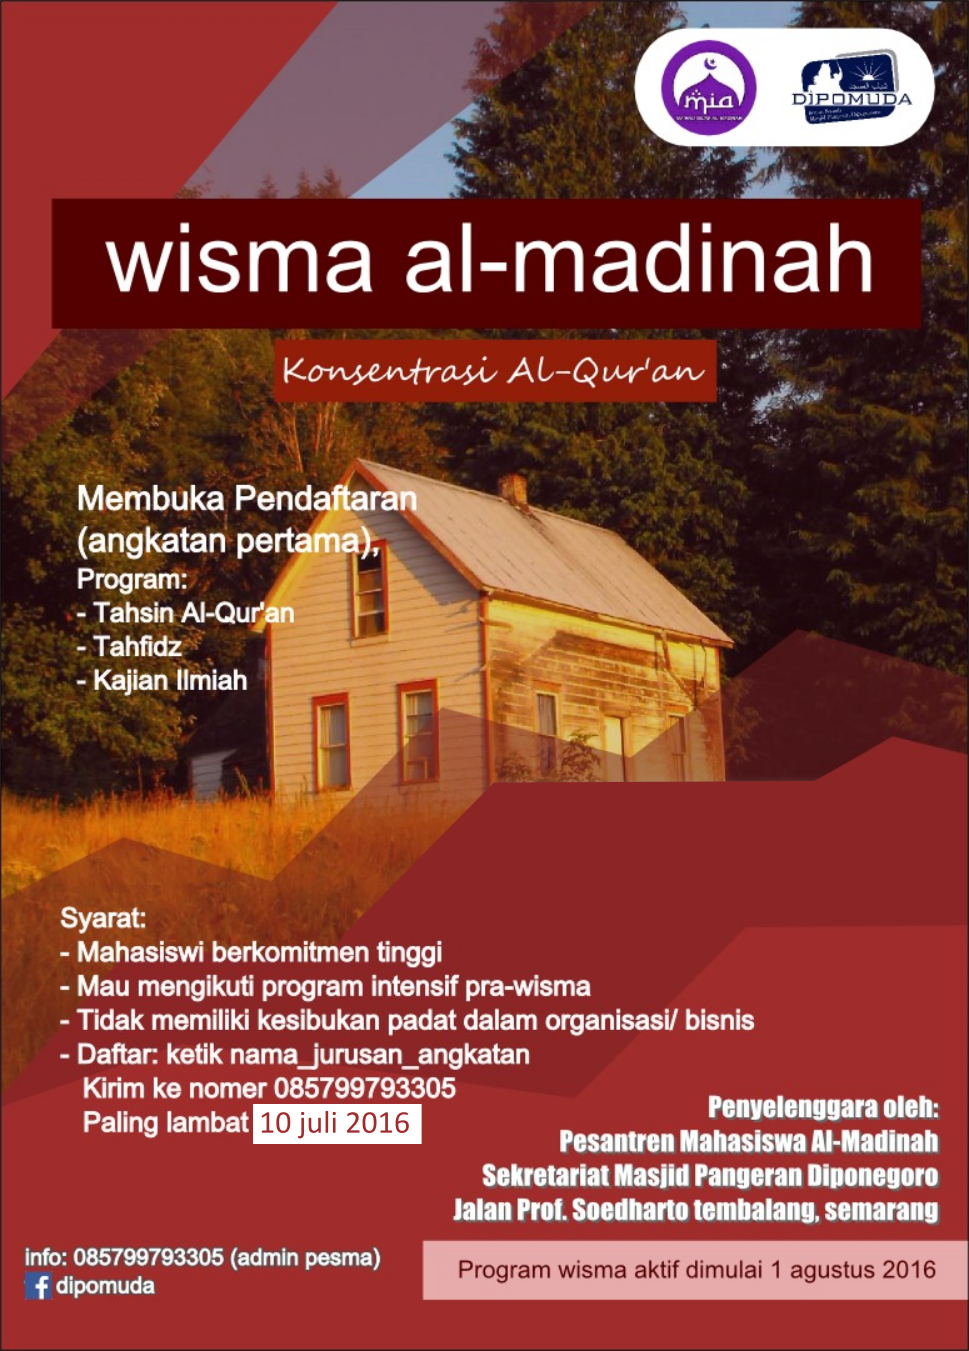 mia
DIPOMUDA
wisma al-madinah
Konsentrasi Al-Qur'an
Membuka Pendaftaran
(angkatan pertama),
Program:
- Tahsin Al-Qur'an
- Tahfidz
- Kajian Ilmiah
Syarat:
- Mahasiswi berkomitmen tinggi
- Mau mengikuti program intensif pra-wisma
- Tidak memiliki kesibukan padat dalam organisasi/ bisnis
- Daftar: ketik nama_jurusan_angkatan
Kirim ke nomer 085799793305
Paling lambat 10 juli 2016
Penyelenggara oleh:
Pesantren Mahasiswa Al-Madinah
Sekretariat Masjid Pangeran Diponegoro
Jalan Prof. Soedharto tembalang, semarang
info: 085799793305 (admin pesma)
f dipomuda
Program wisma aktif dimulai 1 agustus 2016